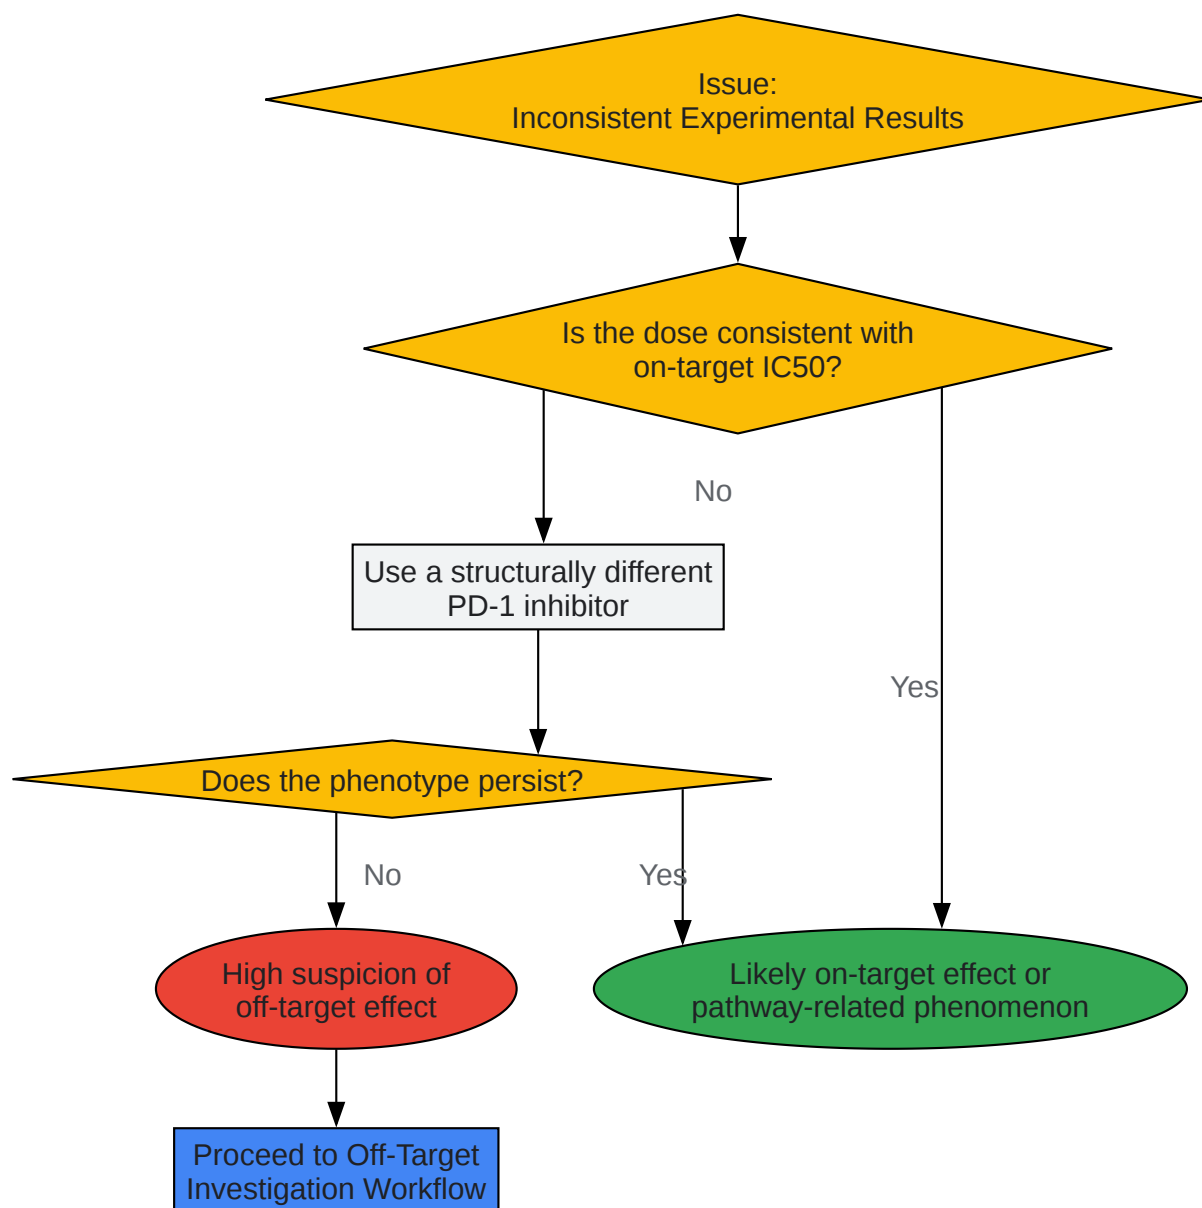 Issue:
Inconsistent Experimental Results
Is the dose consistent with
on-target IC50?
No
Use a structurally different
PD-1 inhibitor
Yes
Does the phenotype persist?
No
Yes
High suspicion of
off-target effect
Likely on-target effect or
pathway-related phenomenon
Proceed to Off-Target
Investigation Workflow